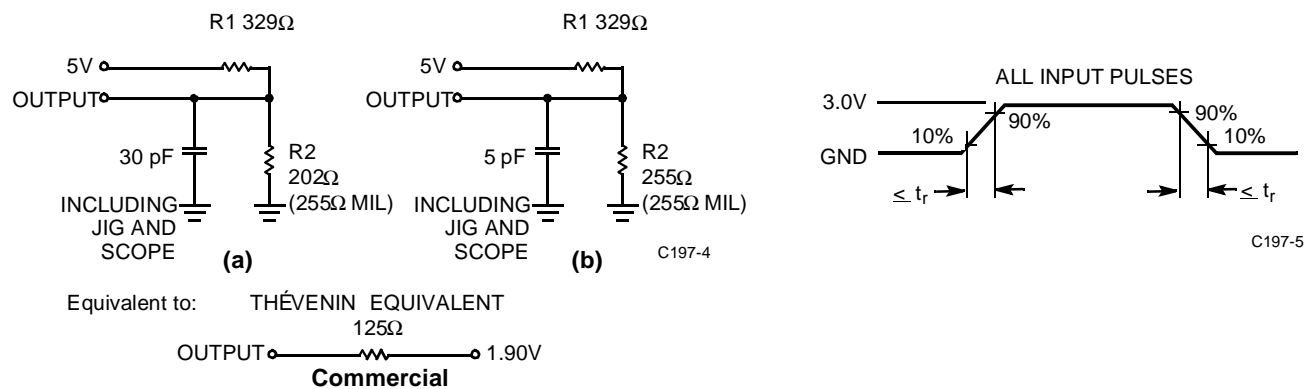 R1 329Ω
5V
OUTPUT
30 pF
R2
202Ω
(255Ω MIL)
INCLUDING
JIG AND
SCOPE
(a)
R1 329Ω
5V
OUTPUT
5 pF
R2
255Ω
(255Ω MIL)
INCLUDING
JIG AND
SCOPE
(b)
C197-4
ALL INPUT PULSES
3.0V
90%
90%
10%
10%
GND
≤ tr
≤ tr
C197-5
Equivalent to: THÉVENIN EQUIVALENT
125Ω
OUTPUT 1.90V
Commercial